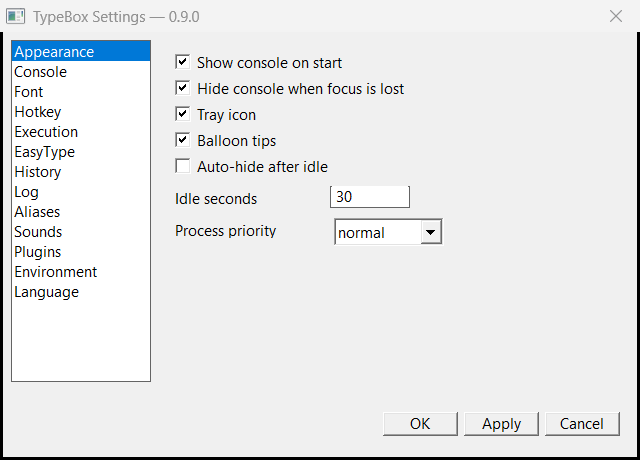 TypeBox Settings — 0.9.0
Appearance
Console
Font
Hotkey
Execution
EasyType
History
Log
Aliases
Sounds
Plugins
Environment
Language
Show console on start
Hide console when focus is lost
Tray icon
Balloon tips
Auto-hide after idle
Idle seconds 30
Process priority normal
OK Apply Cancel